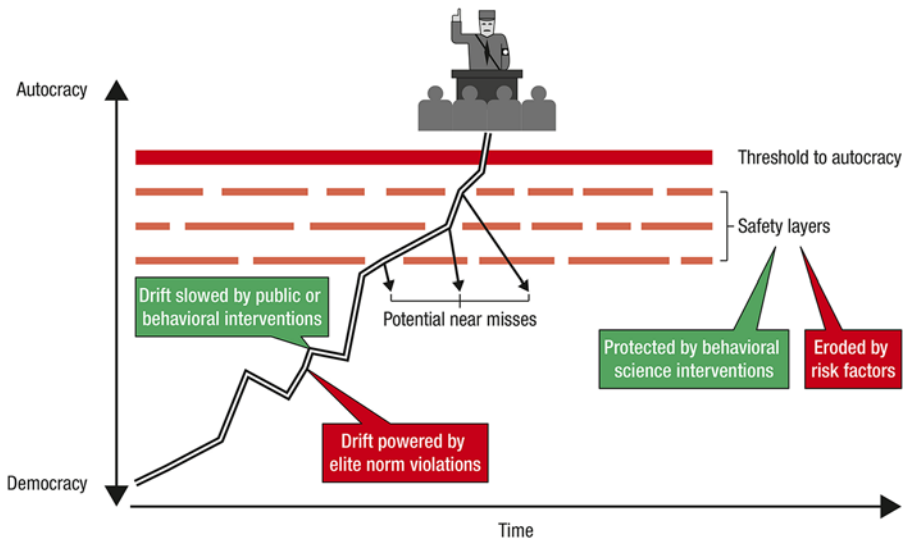 Autocracy
Threshold to autocracy
Safety layers
Drift slowed by public or
behavioral interventions
Potential near misses
Protected by behavioral
science interventions
Eroded by
risk factors
Drift powered by
elite norm violations
Democracy
Time